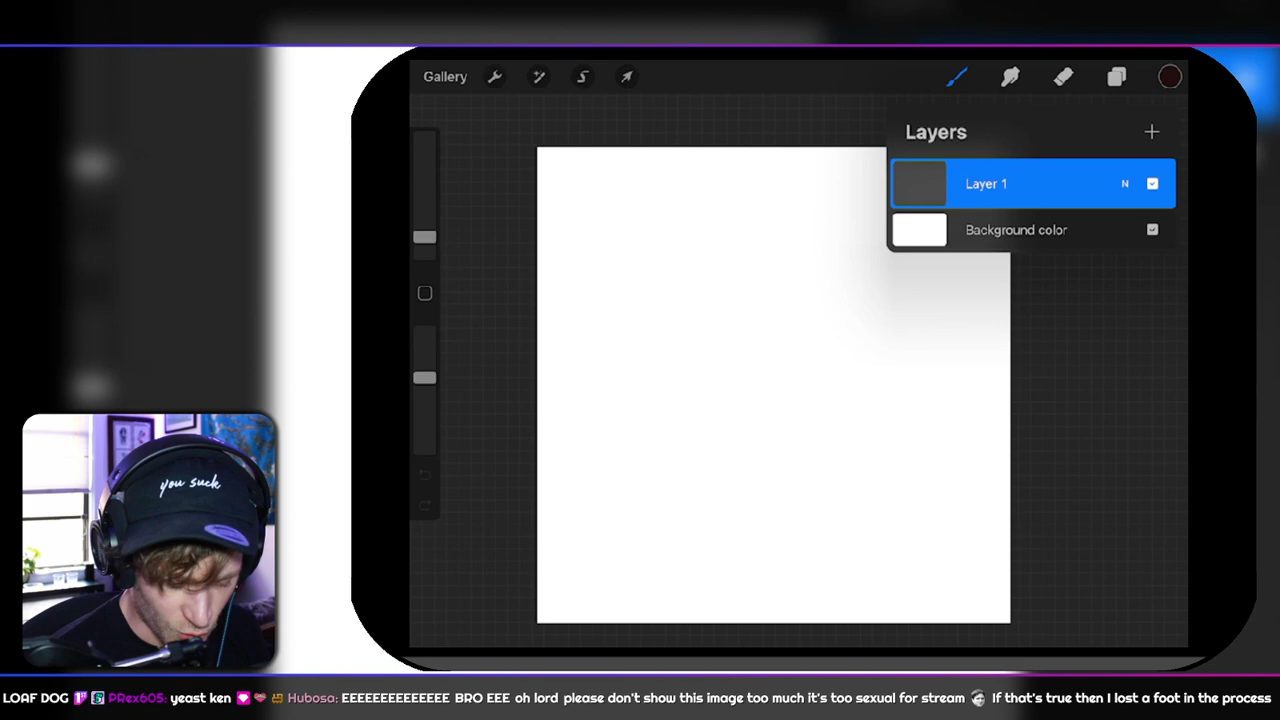 Gallery
Layers
Layer 1 N
Background color
you suck
LOAF DOG PRex605: yeast ken Hubosa: EEEEEEEEEEEEEE BRO EEE oh lord please don't show this image too much it's too sexual for stream If that's true then I lost a foot in the process